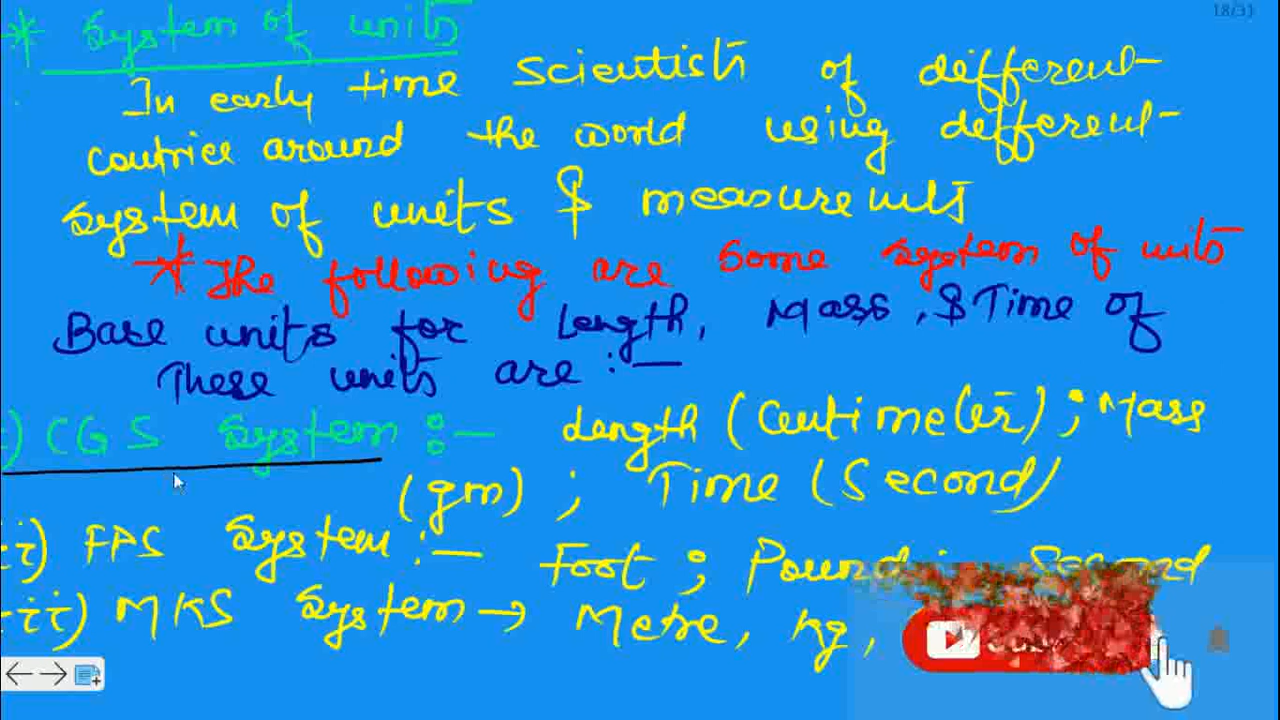 18/31
* System of units
In early time scientists of different
coutrice around the world using different
system of units & measurements
* The following are some system of units
Base units for Length, Mass, & Time of
These units are :-
i) CGS System :- Length (Centimeter) ; Mass
(gm) ; Time (Second)
ii) FPS System :- Foot ; Pound ; Second
iii) MKS System → Metre, Kg,